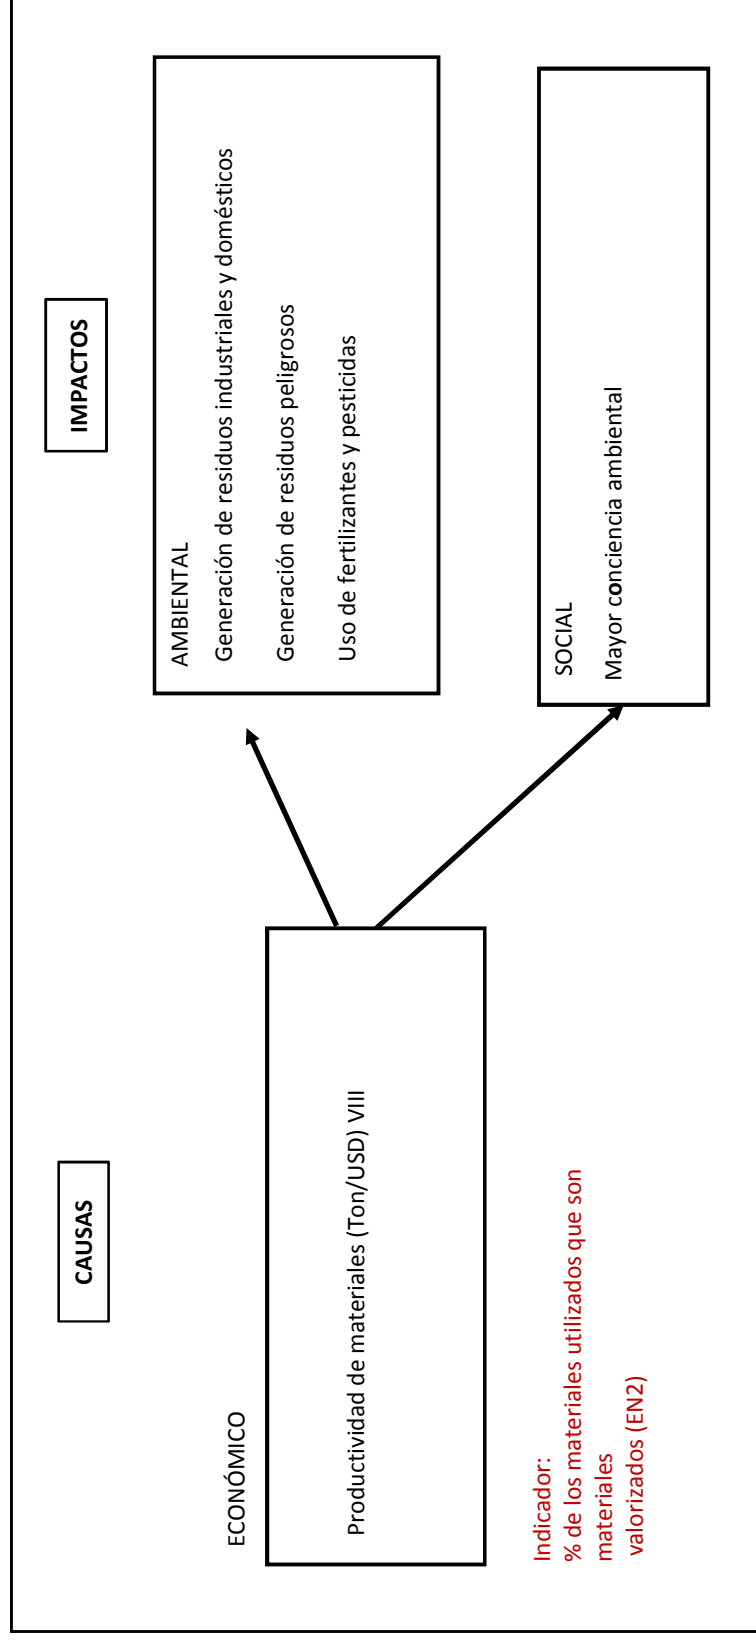 CAUSAS
IMPACTOS
ECONÓMICO
Productividad de materiales (Ton/USD) VIII
Indicador:
% de los materiales utilizados que son
materiales
valorizados (EN2)
AMBIENTAL
Generación de residuos industriales y domésticos
Generación de residuos peligrosos
Uso de fertilizantes y pesticidas
SOCIAL
Mayor conciencia ambiental